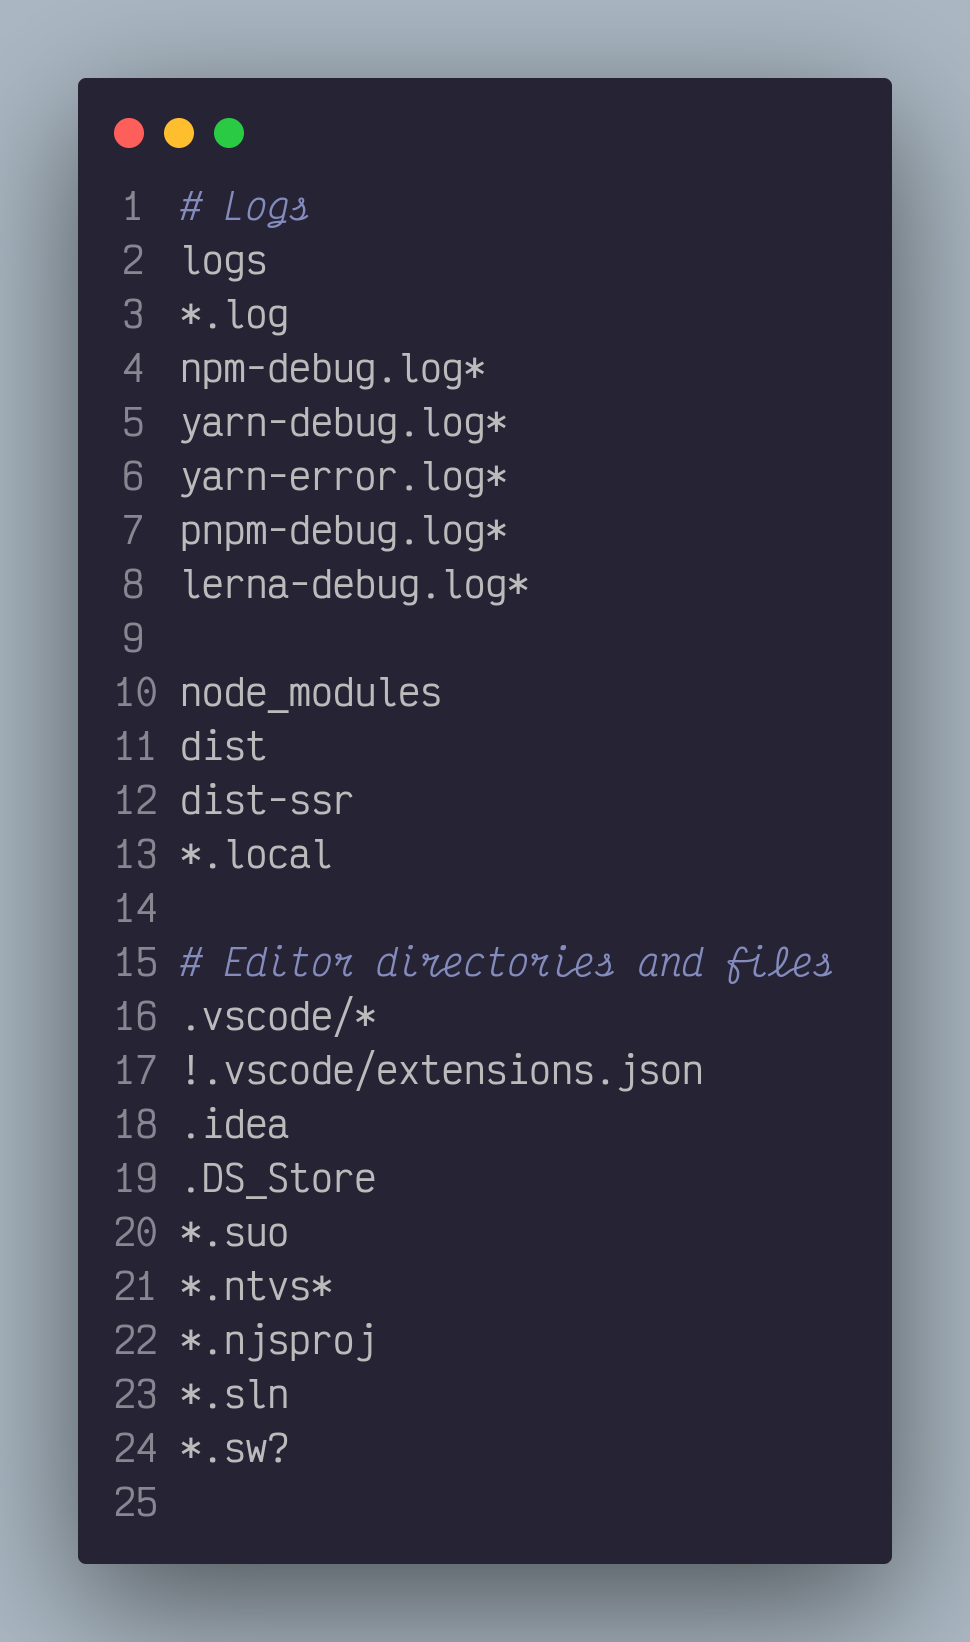 1 # Logs
2 logs
3 *.log
4 npm-debug.log*
5 yarn-debug.log*
6 yarn-error.log*
7 pnpm-debug.log*
8 lerna-debug.log*
9
10 node_modules
11 dist
12 dist-ssr
13 *.local
14
15 # Editor directories and files
16 .vscode/*
17 !.vscode/extensions.json
18 .idea
19 .DS_Store
20 *.suo
21 *.ntvs*
22 *.njsproj
23 *.sln
24 *.sw?
25